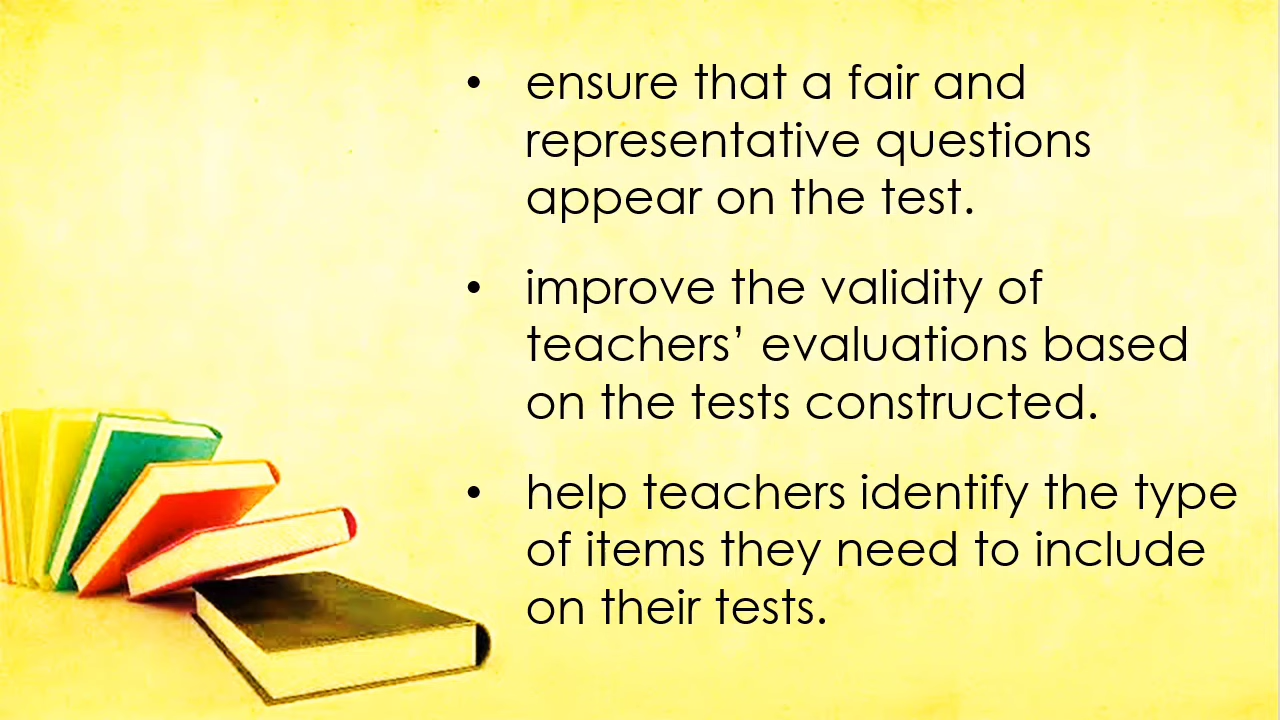 • ensure that a fair and
representative questions
appear on the test.
• improve the validity of
teachers’ evaluations based
on the tests constructed.
• help teachers identify the type
of items they need to include
on their tests.